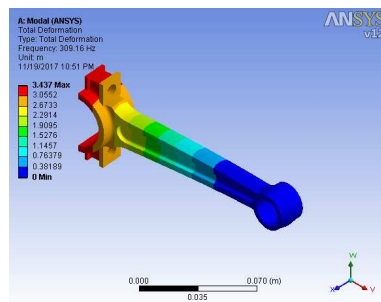 A: Modal (ANSYS)
Total Deformation
Type: Total Deformation
Frequency: 309.16 Hz
Unit: m
11/19/2017 10:51 PM
ANSYS
v12
3.437 Max
3.0552
2.6733
2.2914
1.9095
1.5276
1.1457
0.76379
0.38189
0 Min
0.000
0.070 (m)
0.035
X
Y